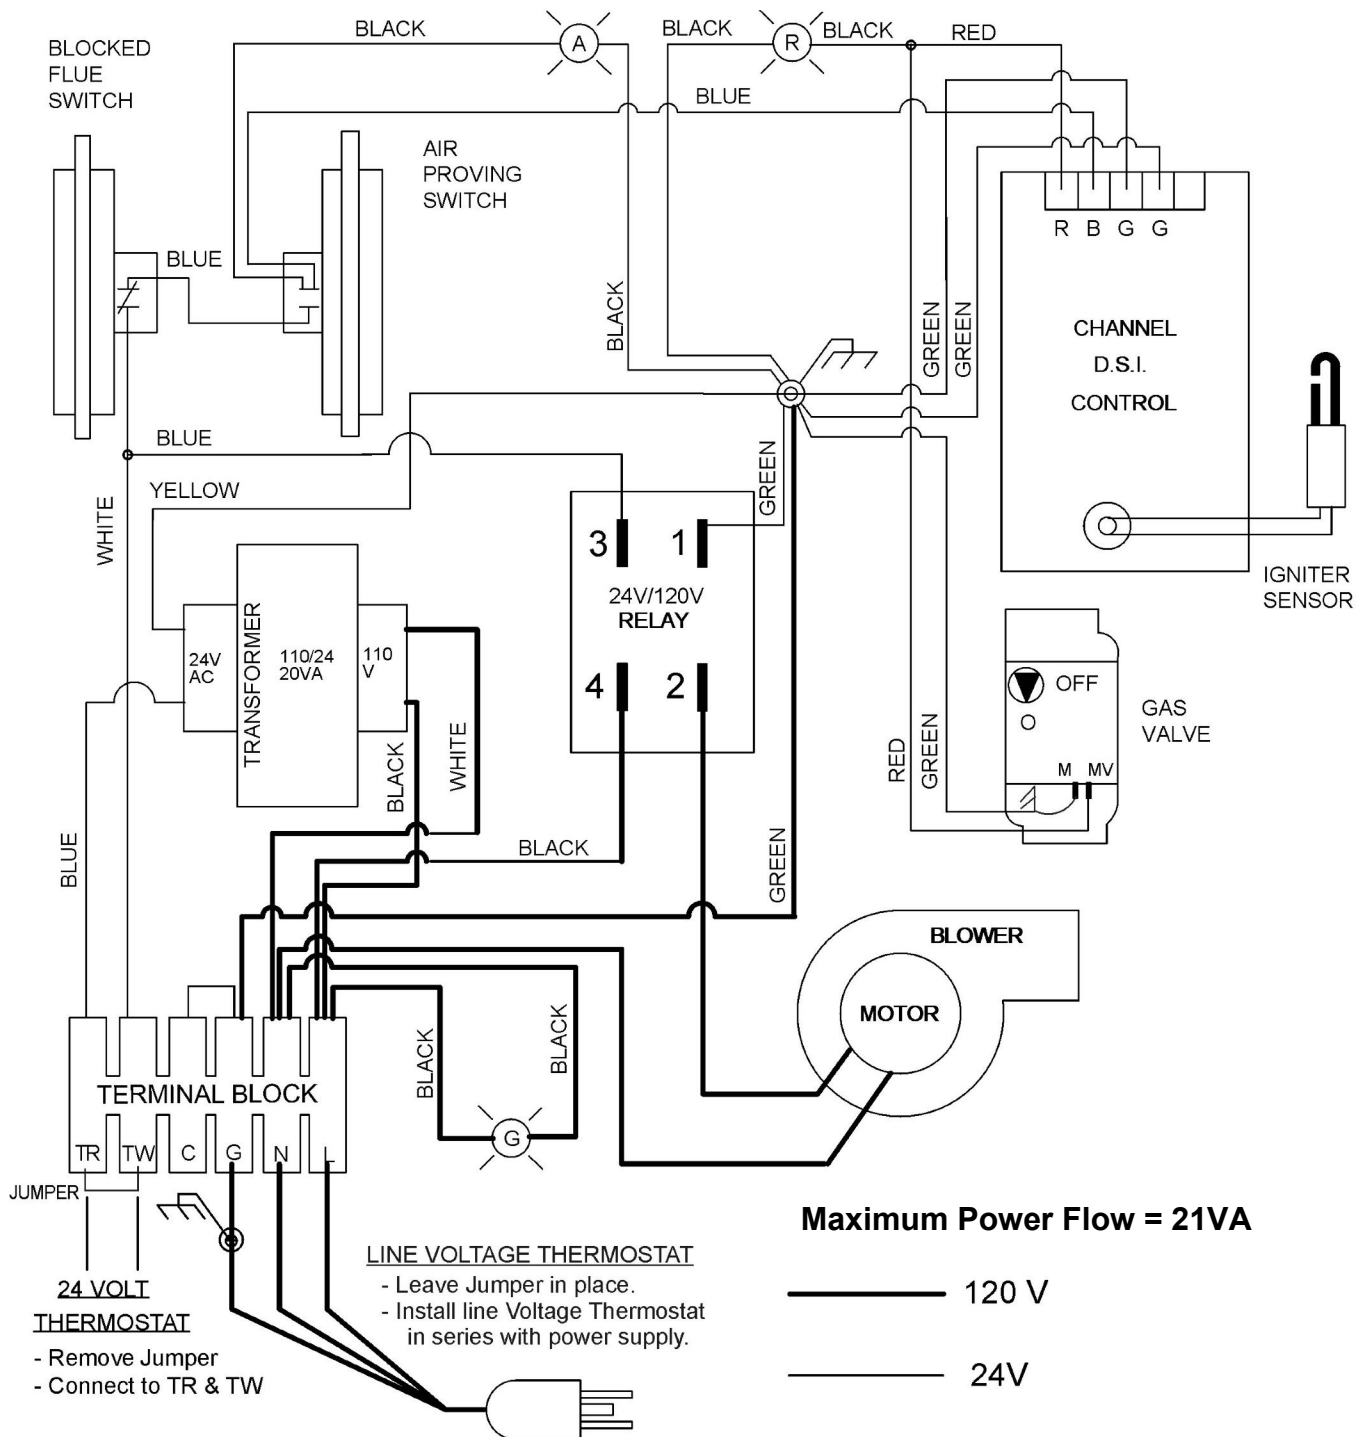 BLACK
A
BLACK
R
BLACK
RED
BLOCKED
FLUE
SWITCH
BLUE
AIR
PROVING
SWITCH
R B G G
BLUE
BLACK
GREEN
GREEN
CHANNEL
D.S.I.
CONTROL
BLUE
YELLOW
WHITE
GREEN
3
1
24V/120V
RELAY
4
2
IGNITER
SENSOR
24V
AC
TRANSFORMER
110/24
20VA
110
V
OFF
O
M MV
GAS
VALVE
RED
GREEN
BLACK
WHITE
BLUE
BLACK
GREEN
BLOWER
MOTOR
BLACK
BLACK
G
TERMINAL BLOCK
TR TW C G N L
JUMPER
24 VOLT
THERMOSTAT
- Remove Jumper
- Connect to TR & TW
LINE VOLTAGE THERMOSTAT
- Leave Jumper in place.
- Install line Voltage Thermostat
in series with power supply.
Maximum Power Flow = 21VA
120 V
24V